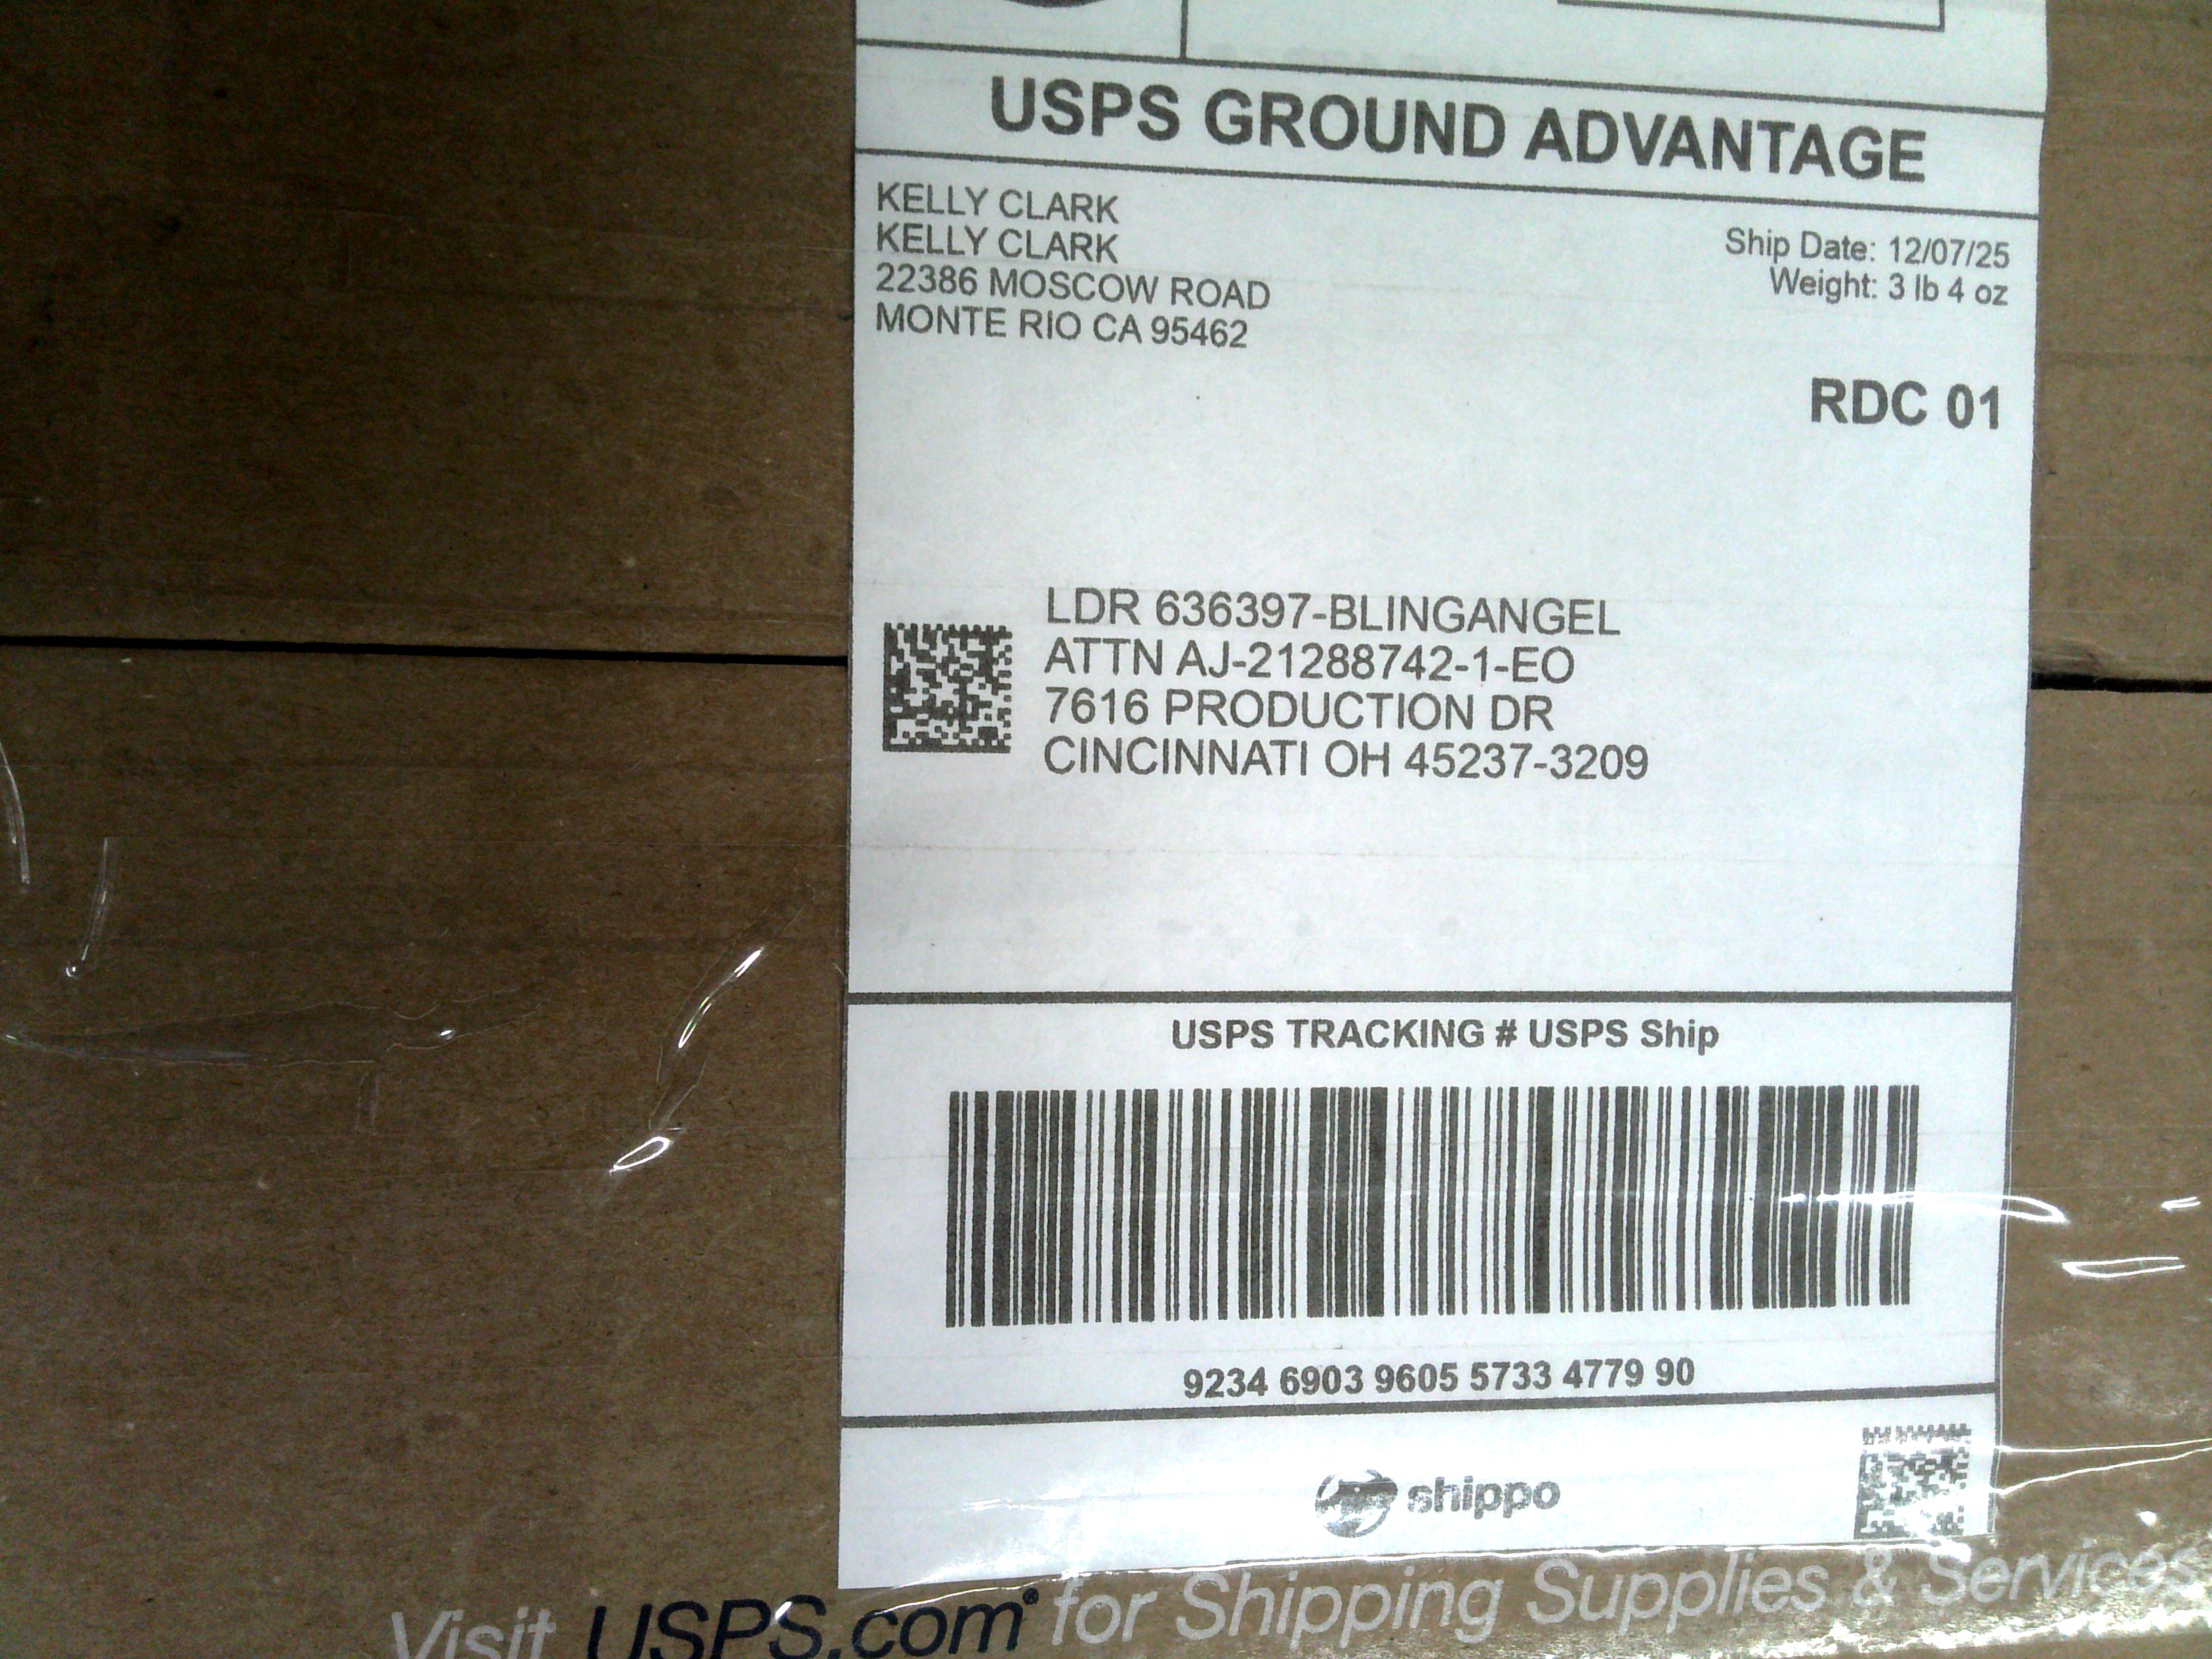 USPS GROUND ADVANTAGE
KELLY CLARK
KELLY CLARK
22386 MOSCOW ROAD
MONTE RIO CA 95462
Ship Date: 12/07/25
Weight: 3 lb 4 oz
RDC 01
LDR 636397-BLINGANGEL
ATTN AJ-21288742-1-EO
7616 PRODUCTION DR
CINCINNATI OH 45237-3209
USPS TRACKING # USPS Ship
9234 6903 9605 5733 4779 90
shippo
Visit USPS.com® for Shipping Supplies & Services